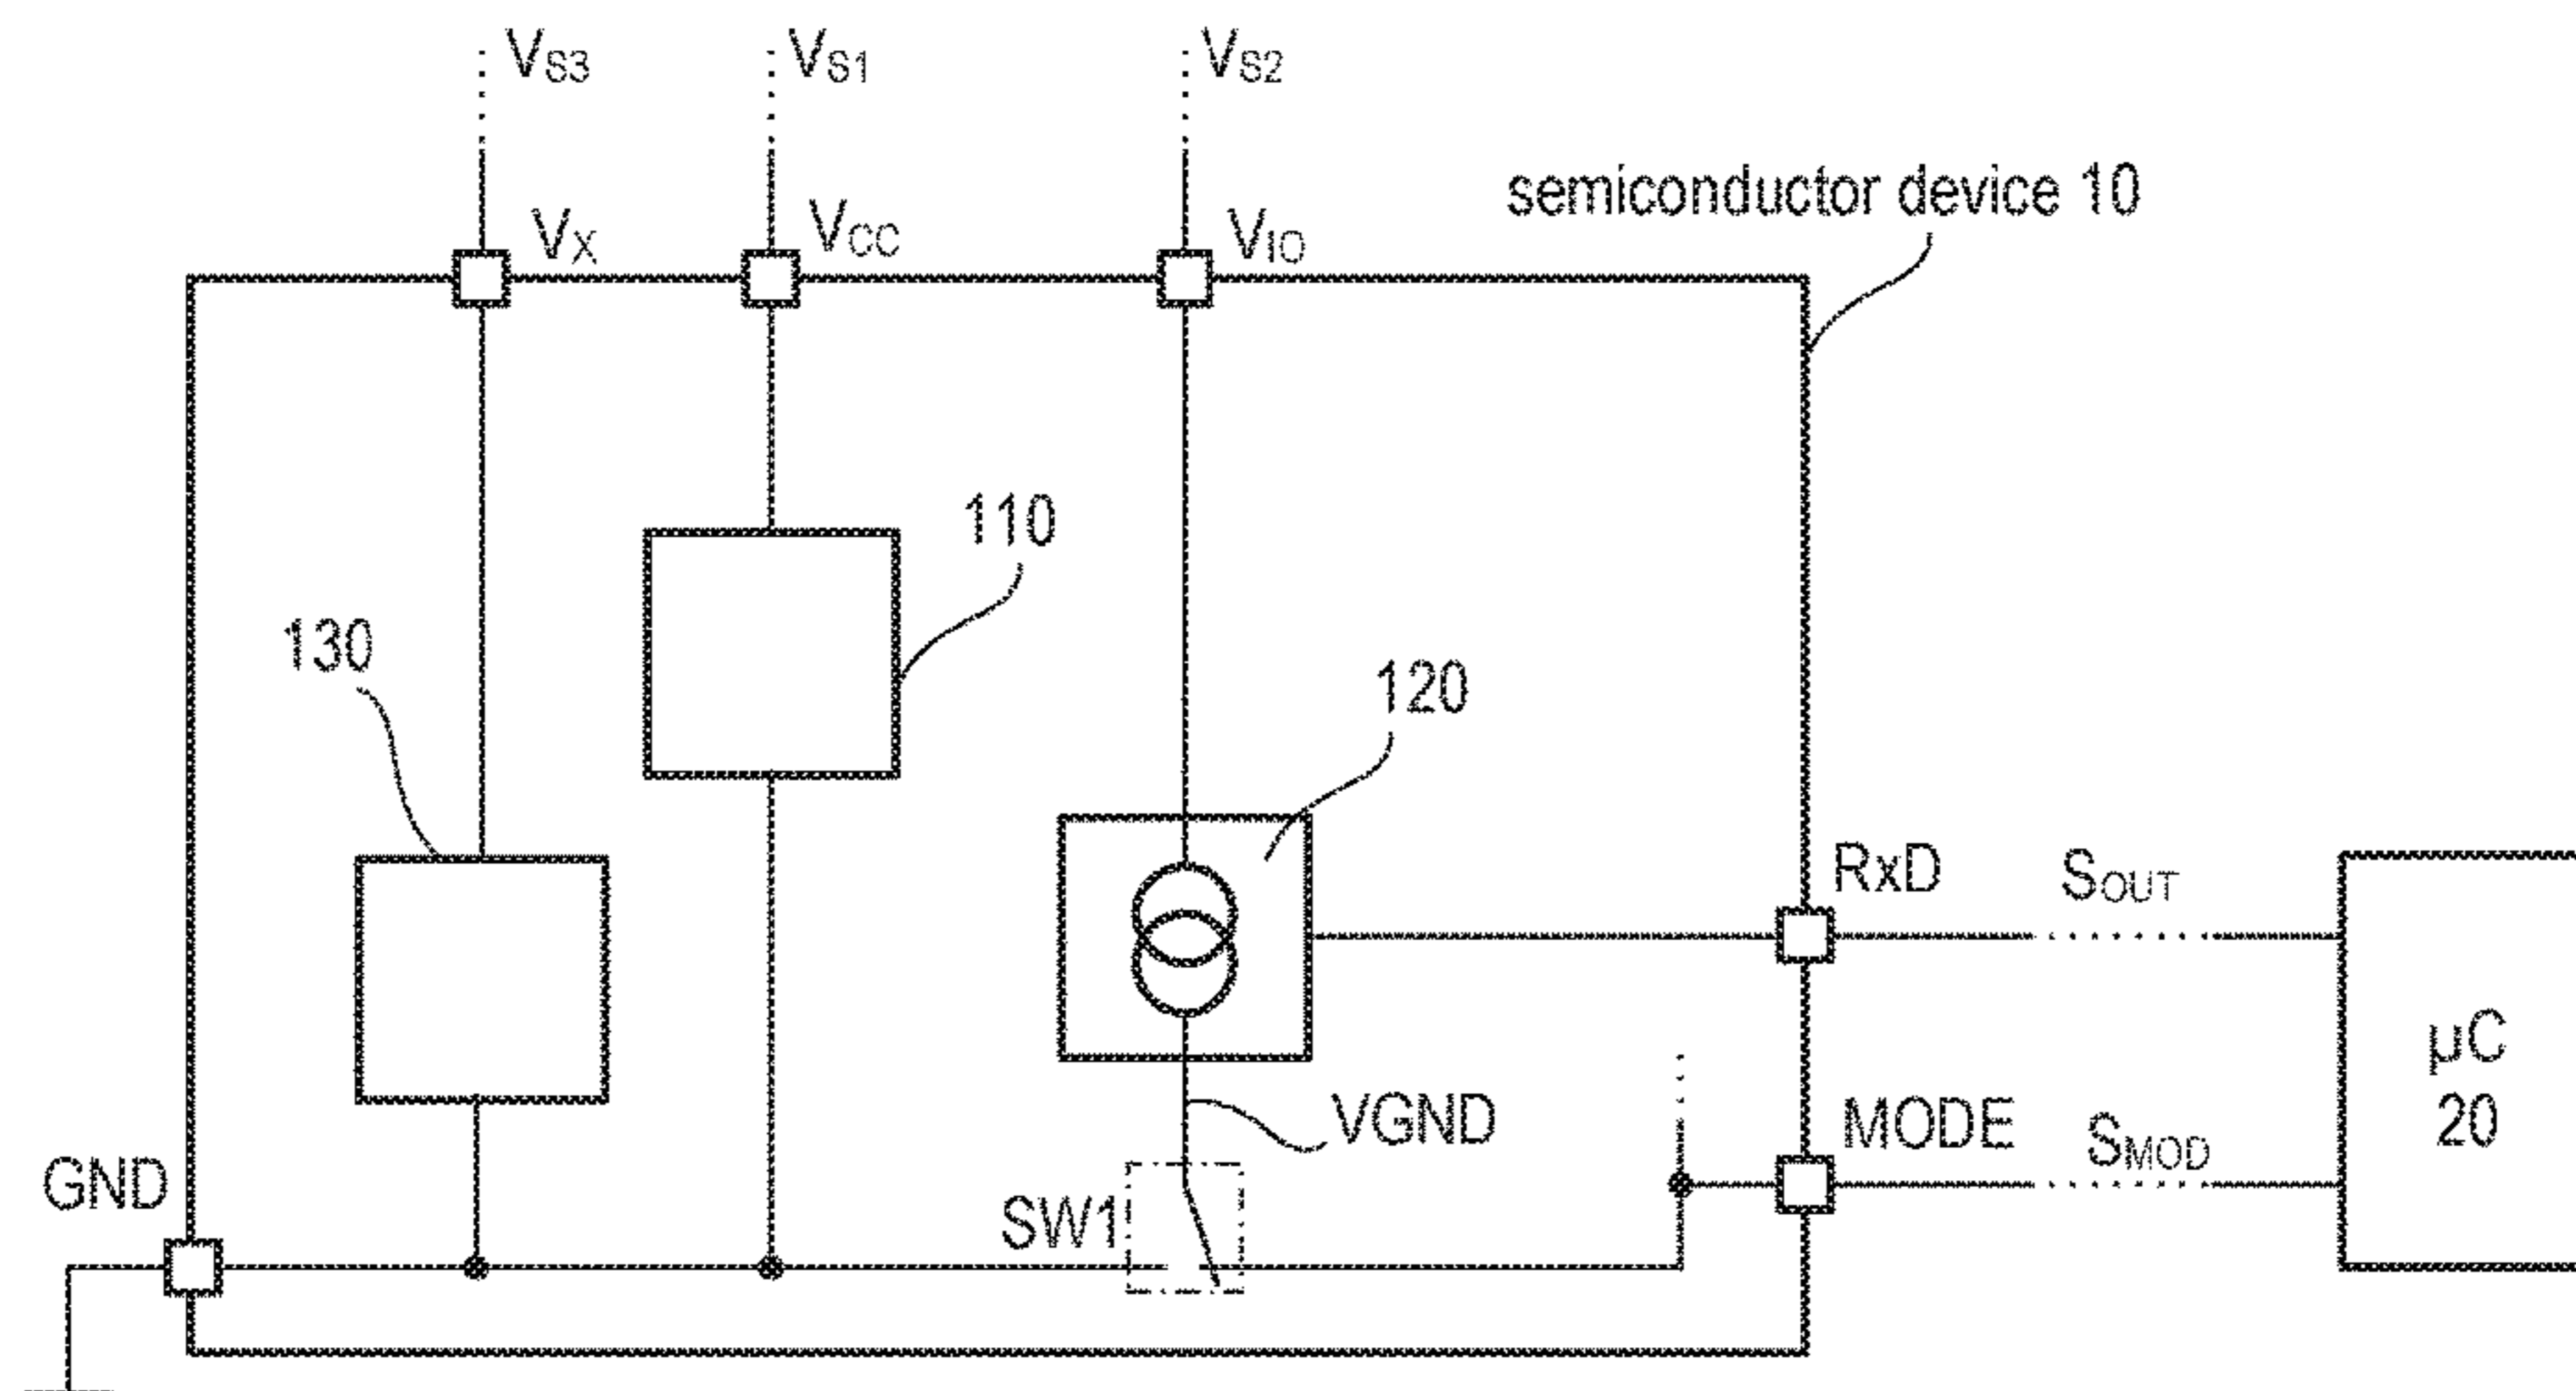 VS3
VS1
VS2
VX
VCC
VIO
semiconductor device 10
110
130
120
RxD
SOUT
µC
20
VGND
MODE
SMOD
GND
SW1